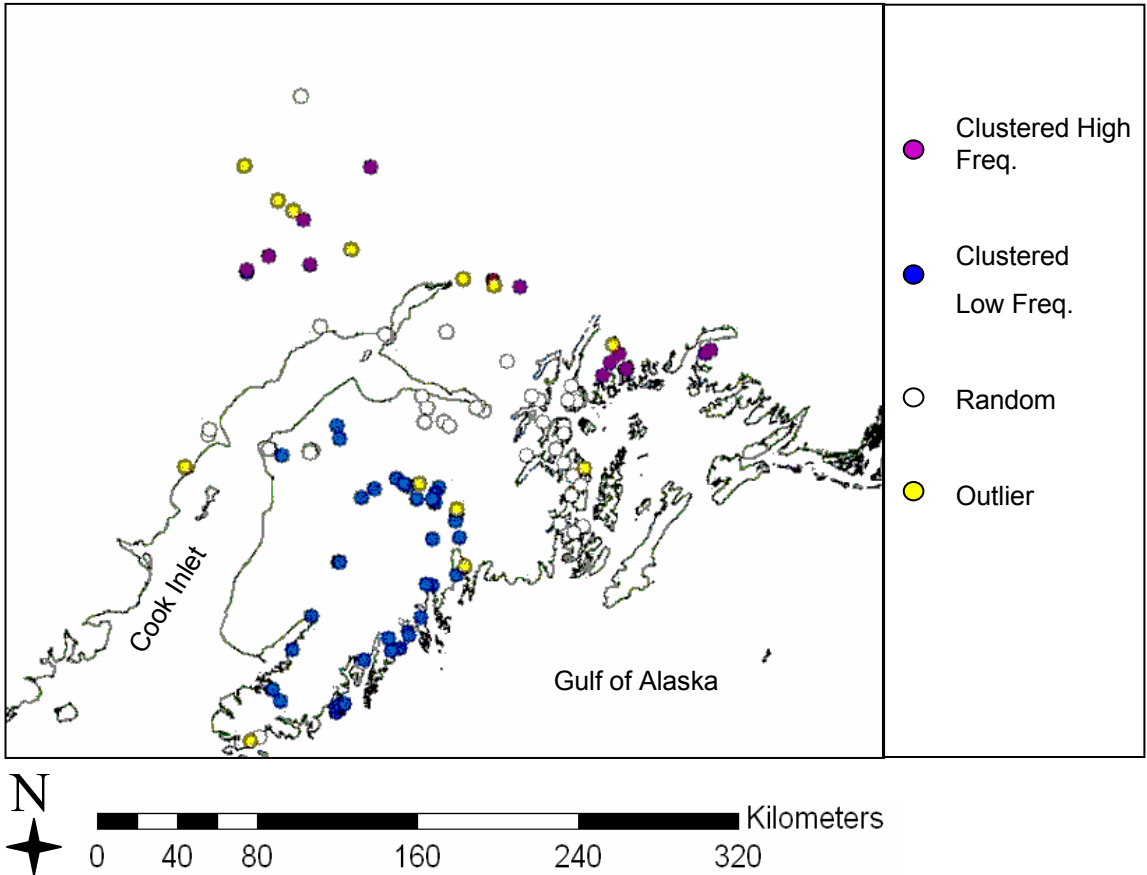 Clustered High
Freq.
Clustered
Low Freq.
Random
Outlier
Cook Inlet
Gulf of Alaska
N
Kilometers
0 40 80 160 240 320